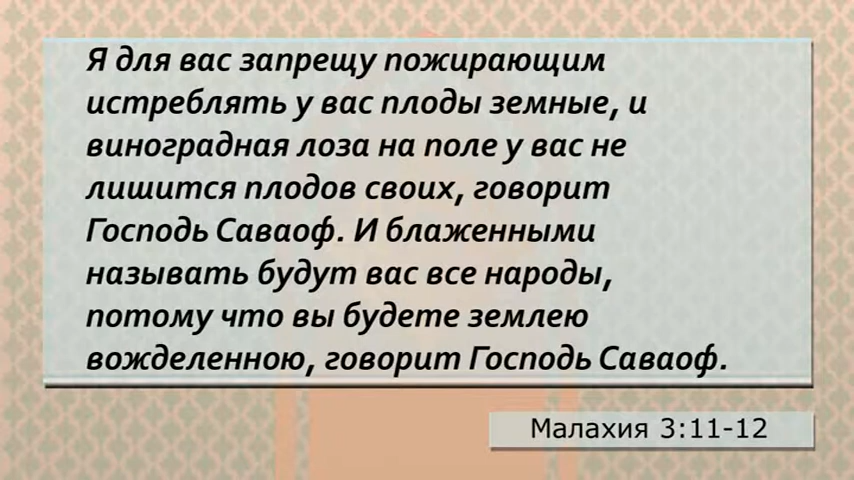 Я для вас запрещу пожирающим
истреблять у вас плоды земные, и
виноградная лоза на поле у вас не
лишится плодов своих, говорит
Господь Саваоф. И блаженными
называть будут вас все народы,
потому что вы будете землею
вожделенною, говорит Господь Саваоф.
Малахия 3:11-12